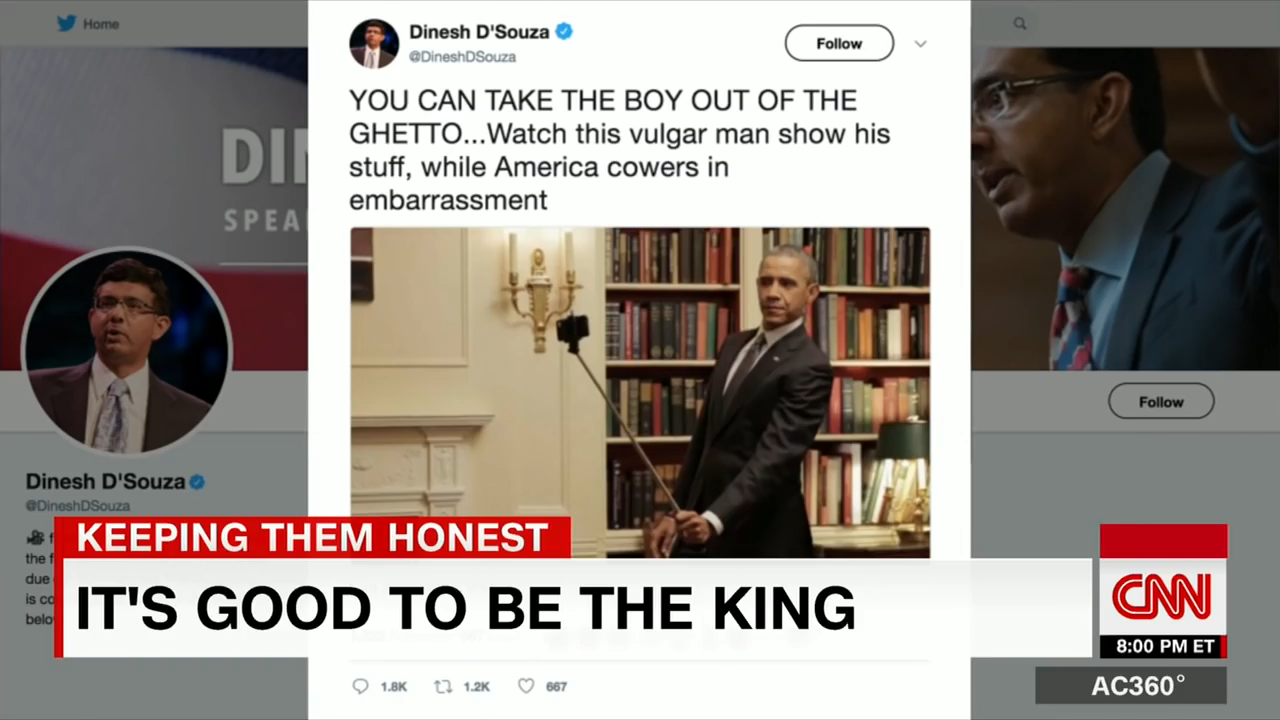 Home
Dinesh D'Souza
@DineshDSouza
Follow
YOU CAN TAKE THE BOY OUT OF THE
GHETTO...Watch this vulgar man show his
stuff, while America cowers in
embarrassment
DI
SPEA
Follow
Dinesh D'Souza
@DineshDSouza
the f
due
is co
belo
KEEPING THEM HONEST
IT'S GOOD TO BE THE KING
CNN
8:00 PM ET
AC360°
1.8K 1.2K 667